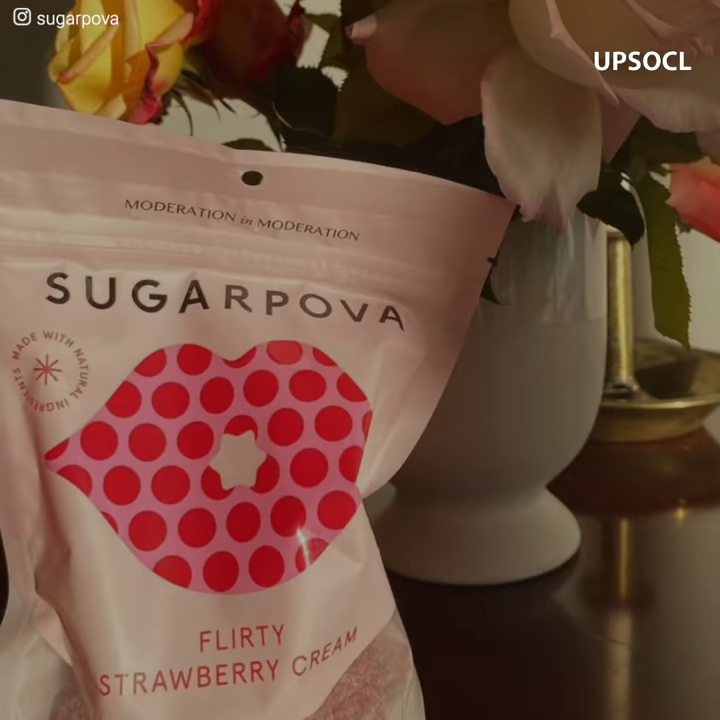 sugarpova
UPSOCL
MODERATION in MODERATION
SUGARPOVA
MADE WITH NATURAL INGREDIENTS
FLIRTY
STRAWBERRY CREAM